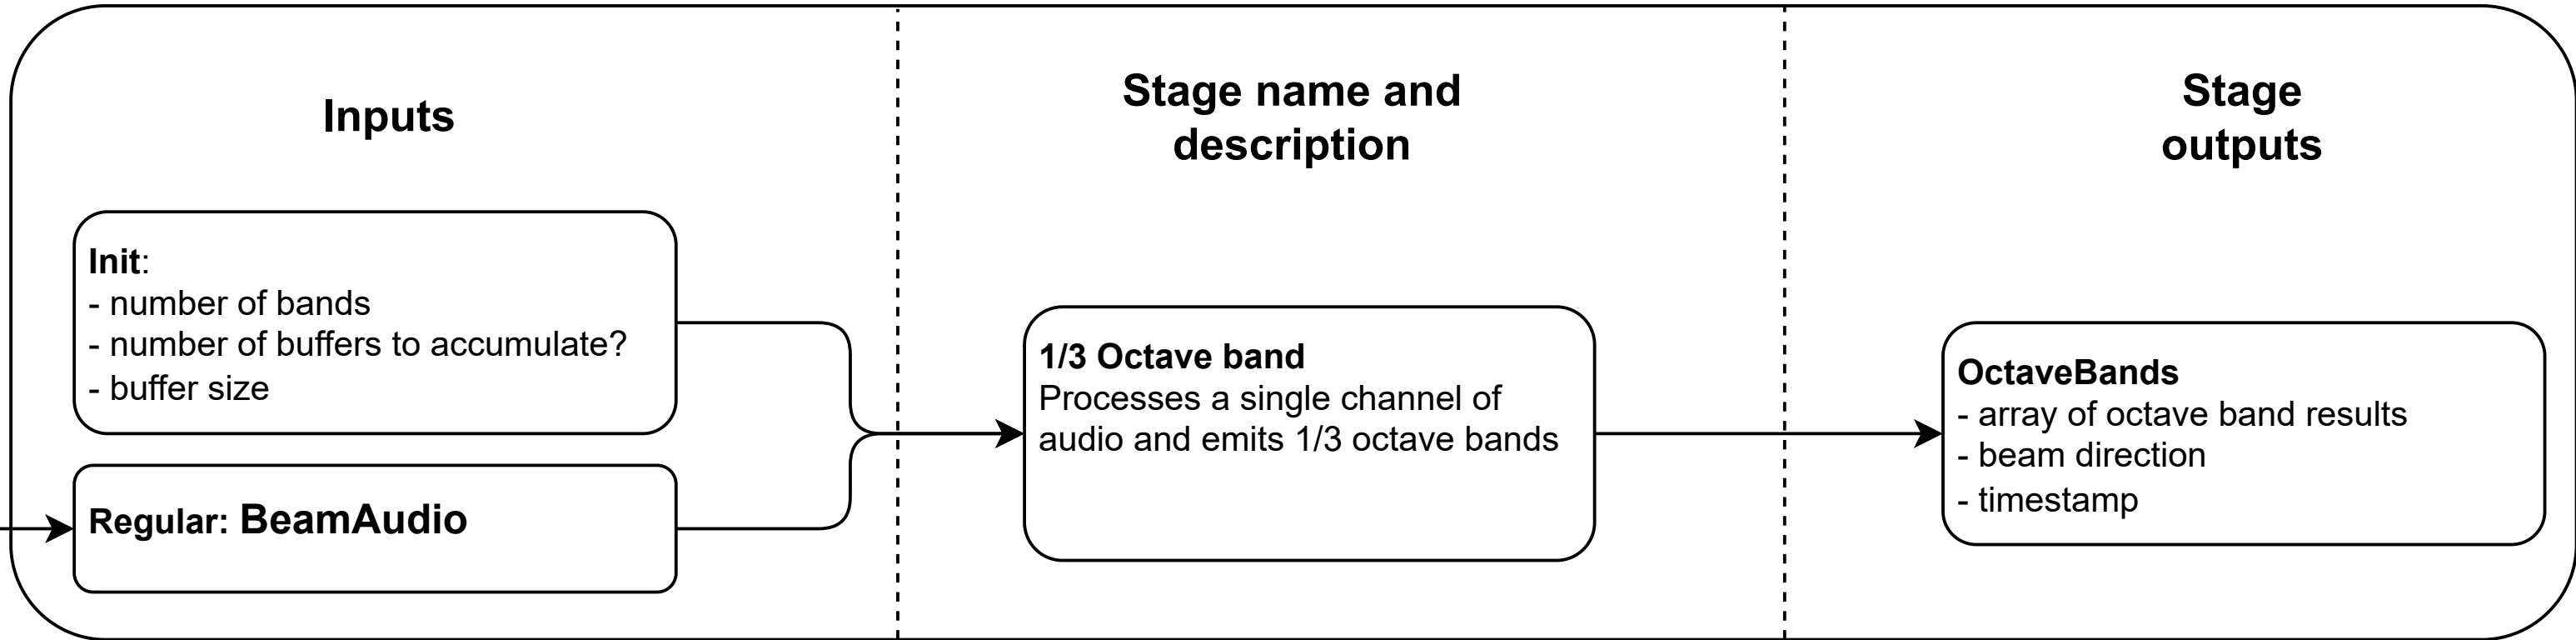 Inputs
Stage name and
description
Stage
outputs
Init:
- number of bands
- number of buffers to accumulate?
- buffer size
Regular: BeamAudio
1/3 Octave band
Processes a single channel of
audio and emits 1/3 octave bands
OctaveBands
- array of octave band results
- beam direction
- timestamp